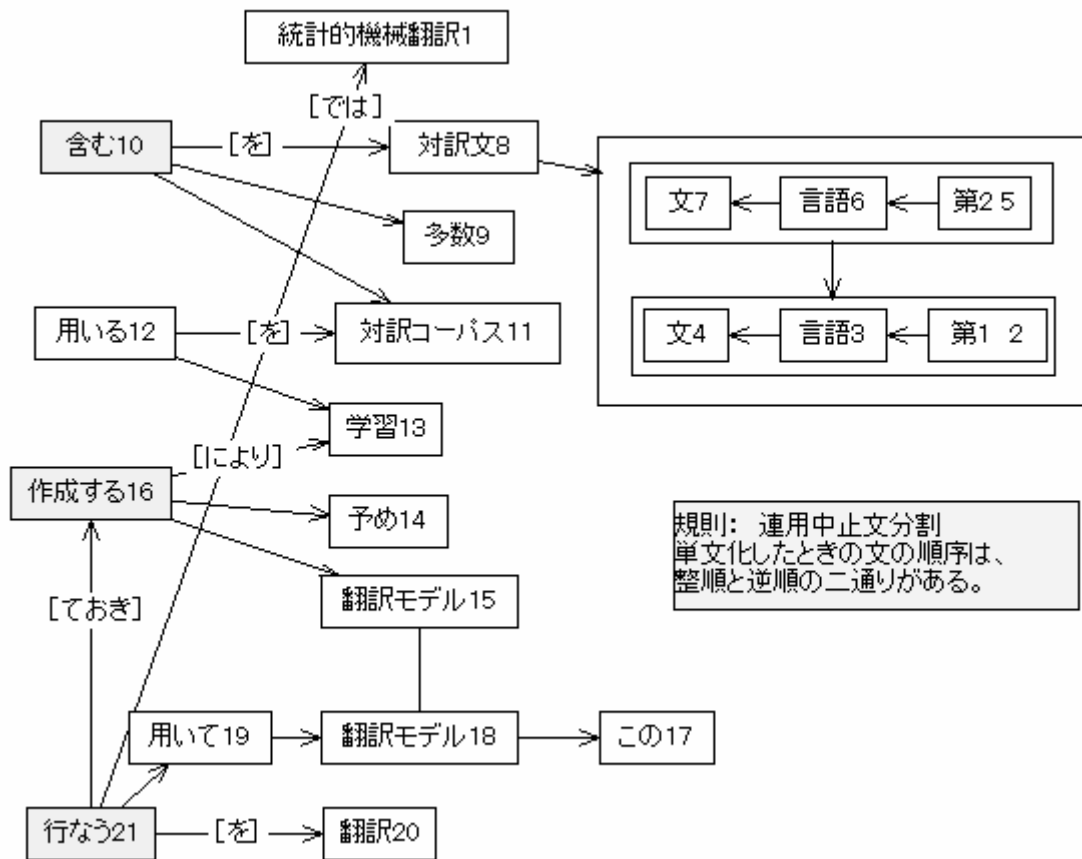 統計的機械翻訳1
[では]
含む10
[を]
対訳文8
文7
言語6
第2 5
多数9
文4
言語3
第1 2
用いる12
[を]
対訳コーパス11
学習13
[により]
作成する16
予め14
規則: 連用中止文分割
単文化したときの文の順序は、
整順と逆順の二通りがある。
[ておき]
翻訳モデル15
用いて19
翻訳モデル18
この17
行なう21
[を]
翻訳20